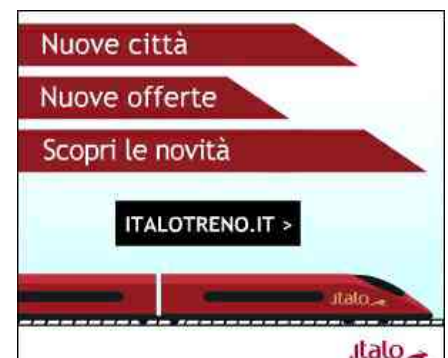 Nuove città
Nuove offerte
Scopri le novità
ITALOTRENO.IT >
italo
italo